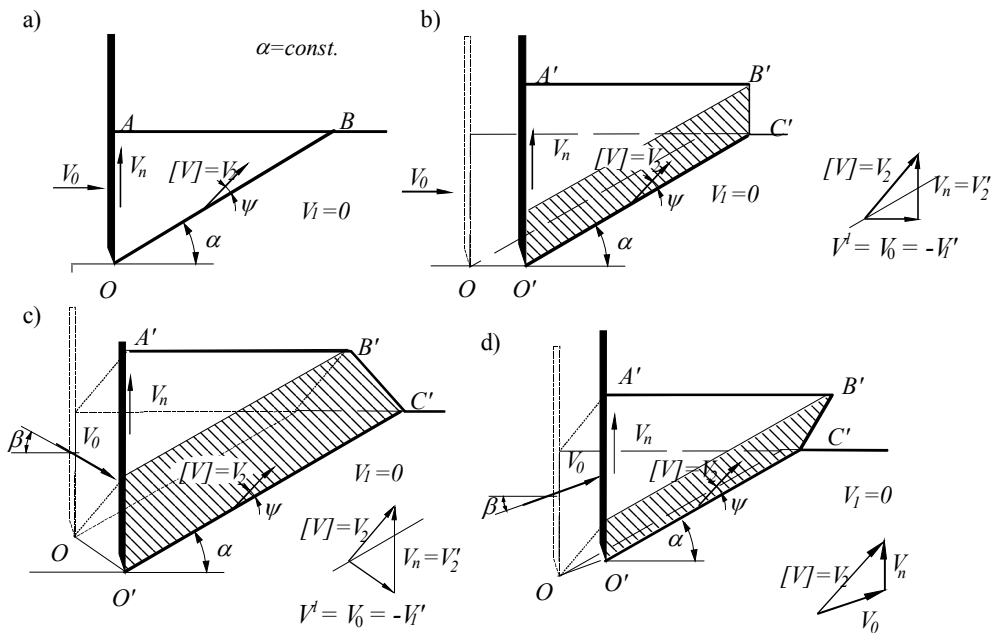 a)
α=const.
A
B
V₀
Vₙ
[V]=V₂
ψ
V₁=0
α
O
b)
A′
B′
C′
V₀
Vₙ
[V]=V₂
ψ
V₁=0
α
O
O′
[V]=V₂
Vₙ=V₂′
V¹= V₀ = -V₁′
c)
A′
B′
C′
Vₙ
β
V₀
[V]=V₂
ψ
V₁=0
α
O
O′
[V]=V₂
Vₙ=V₂′
V¹= V₀ = -V₁′
d)
A′
B′
C′
Vₙ
V₀
β
[V]=V₂
ψ
V₁=0
α
O
O′
[V]=V₂
Vₙ
V₀